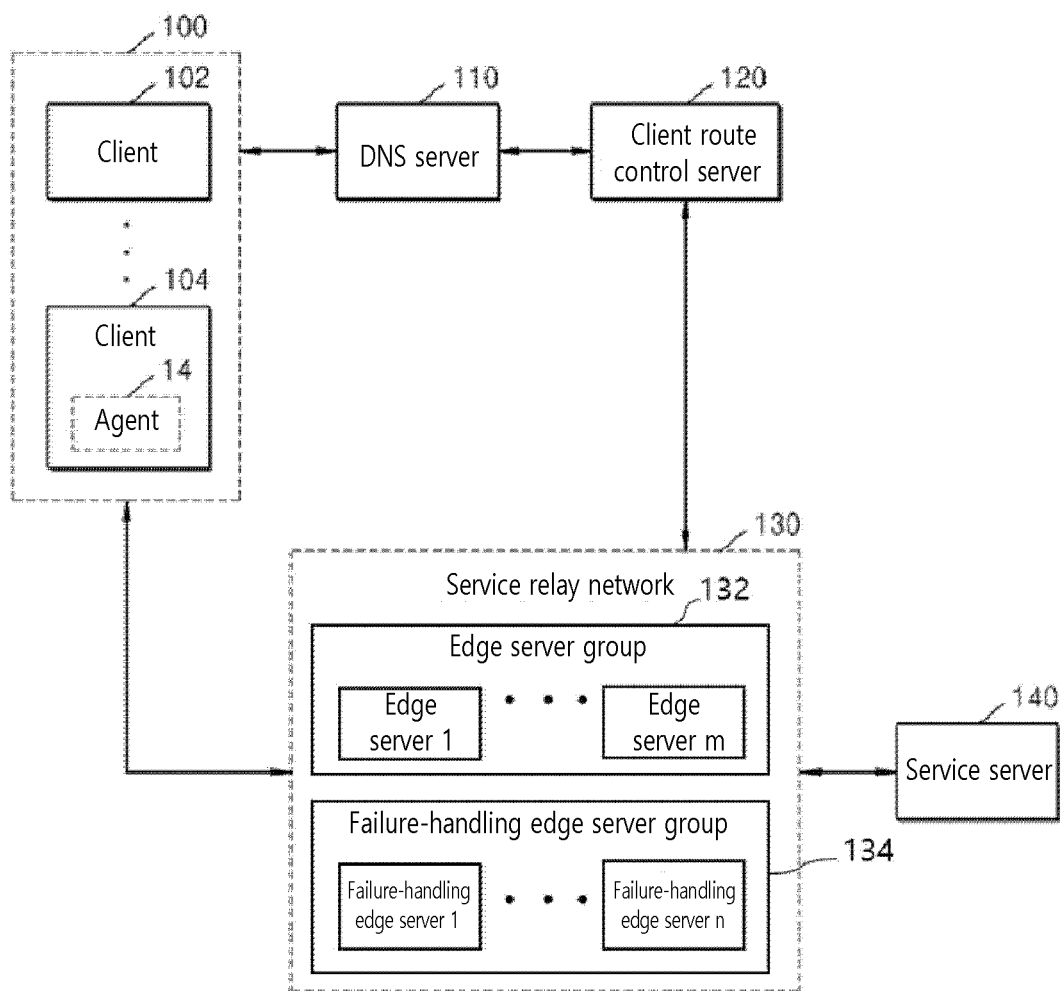 100
102
Client
110
DNS server
120
Client route
control server
104
Client
14
Agent
130
Service relay network
132
Edge server group
Edge
server 1
Edge
server m
140
Service server
Failure-handling edge server group
134
Failure-handling
edge server 1
Failure-handling
edge server n